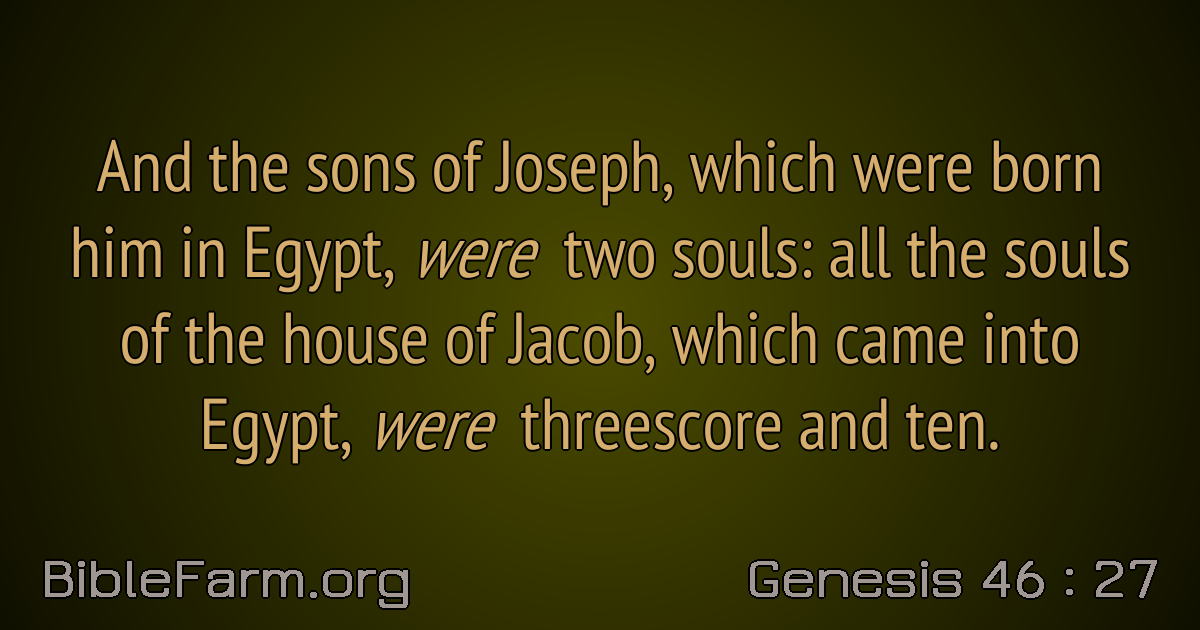 And the sons of Joseph, which were born
him in Egypt, were two souls: all the souls
of the house of Jacob, which came into
Egypt, were threescore and ten.
BibleFarm.org
Genesis 46 : 27